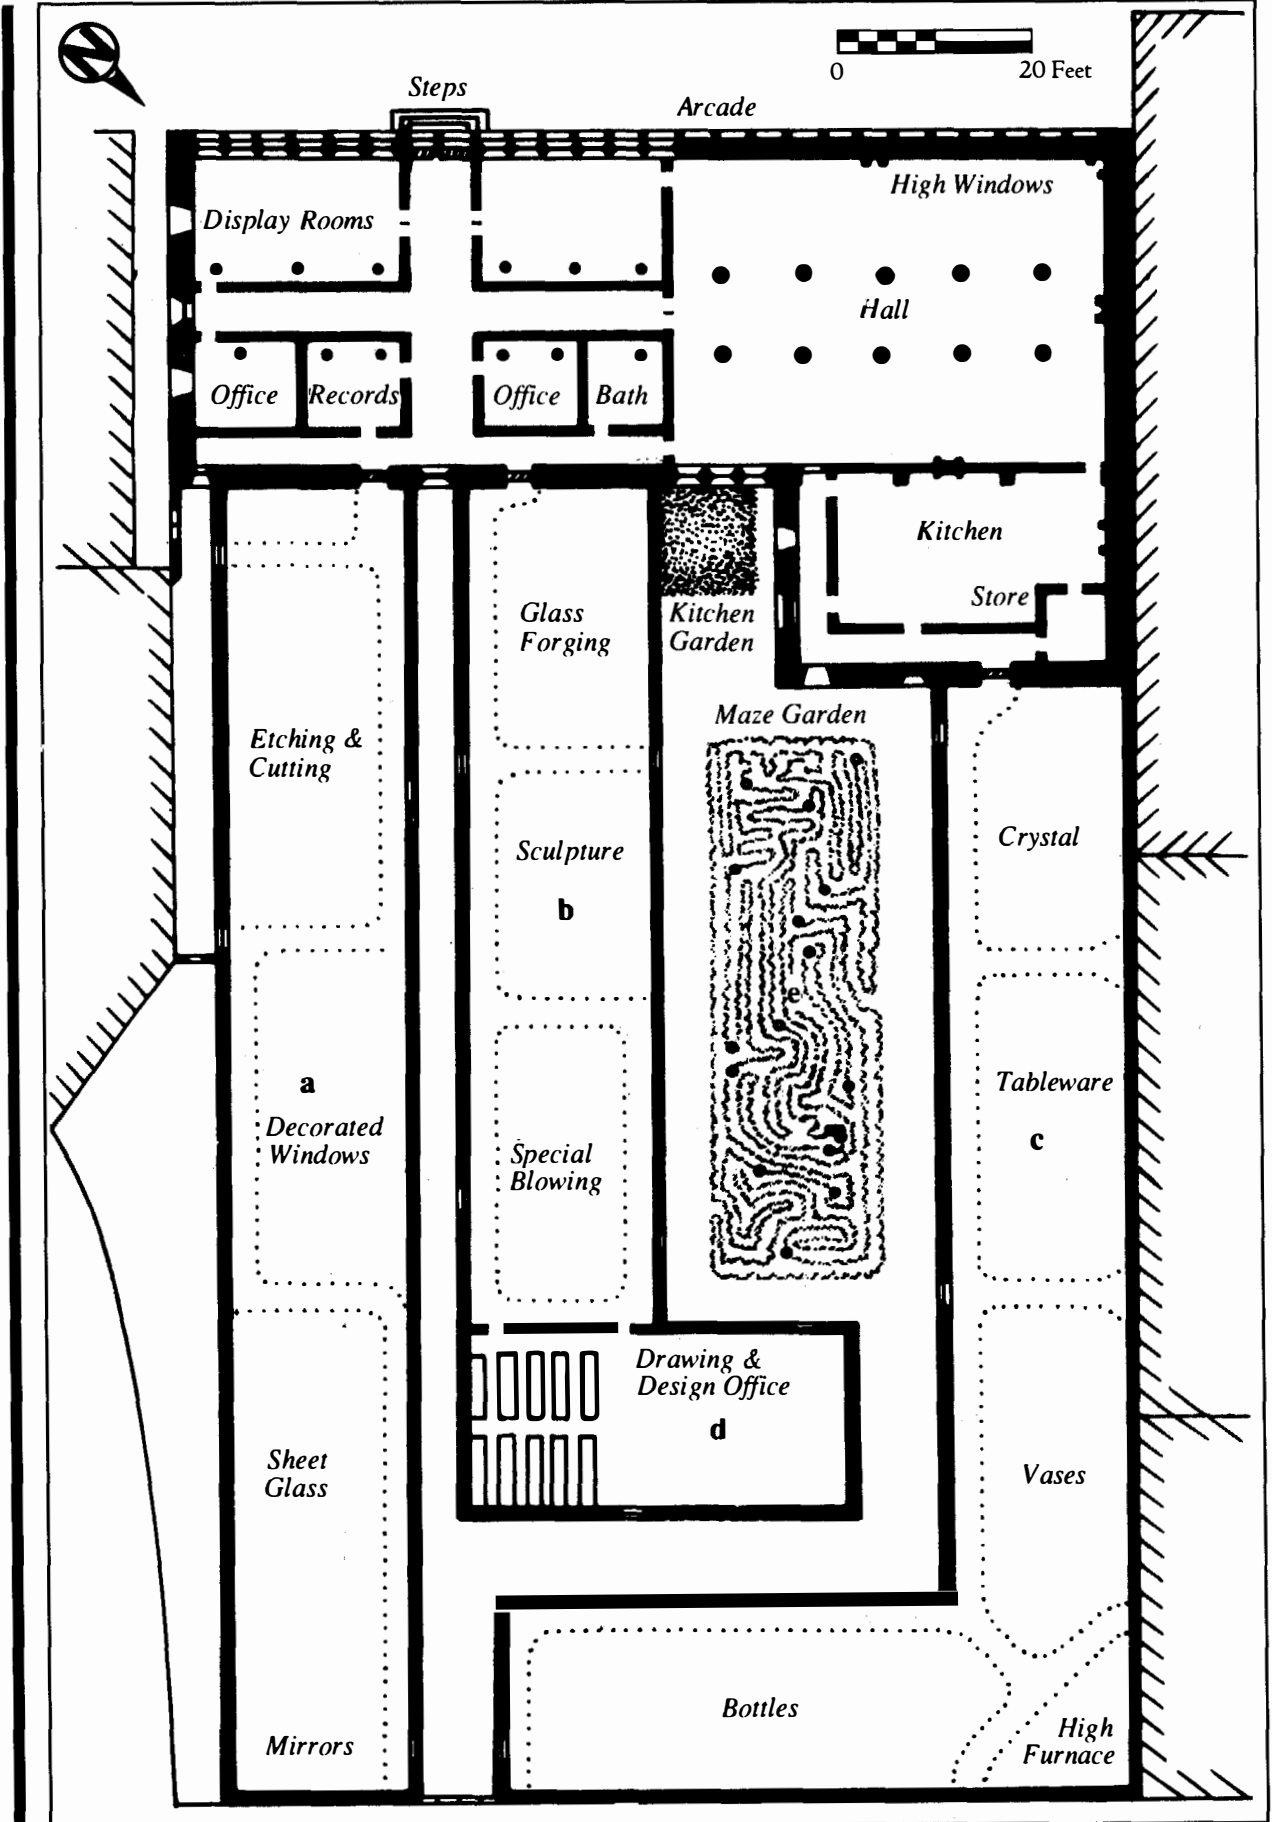 N
0 20 Feet
Steps
Arcade
High Windows
Display Rooms
Hall
Office
Records
Office
Bath
Kitchen
Store
Glass
Forging
Kitchen
Garden
Maze Garden
Etching &
Cutting
Sculpture
b
Crystal
e
a
Decorated
Windows
Tableware
c
Special
Blowing
Drawing &
Design Office
d
Sheet
Glass
Vases
Bottles
High
Furnace
Mirrors